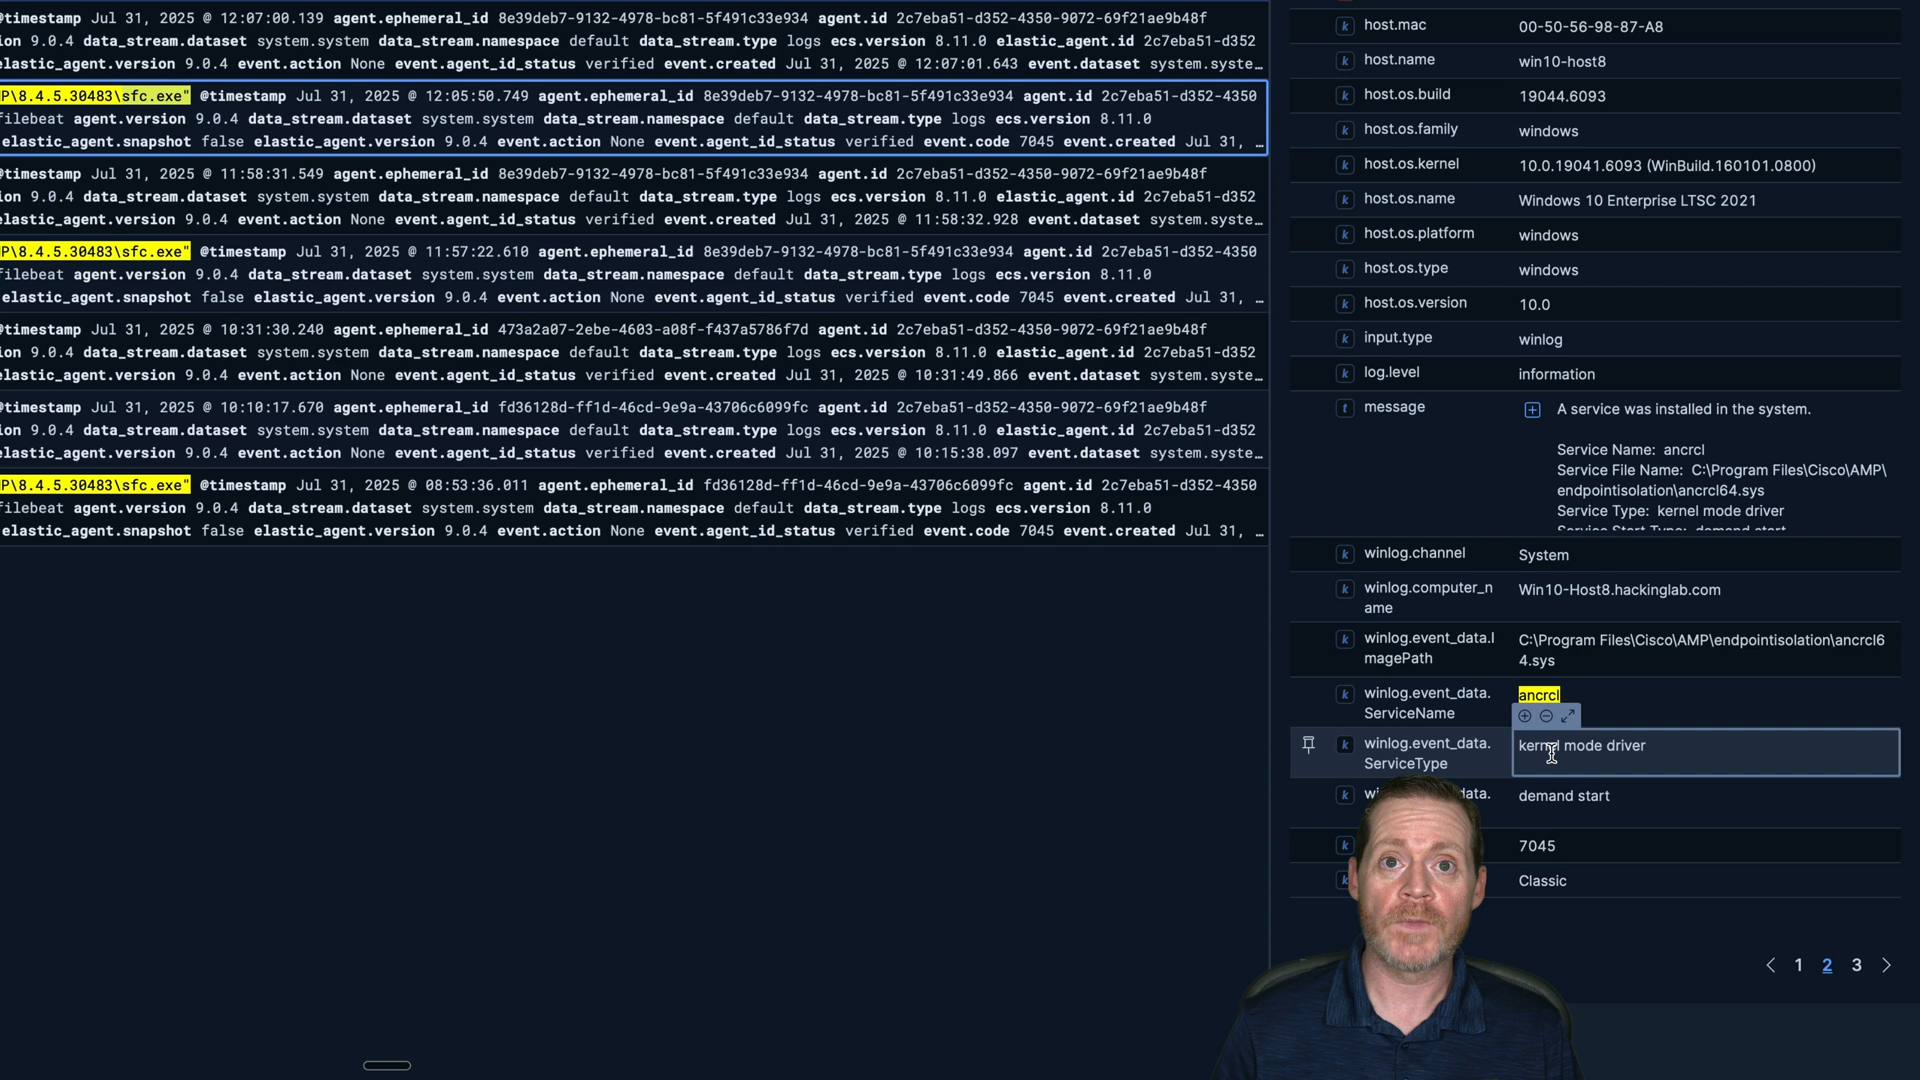 @timestamp Jul 31, 2025 @ 12:07:00.139 agent.ephemeral_id 8e39deb7-9132-4978-bc81-5f491c33e934 agent.id 2c7eba51-d352-4350-9072-69f21ae9b48f
ion 9.0.4 data_stream.dataset system.system data_stream.namespace default data_stream.type logs ecs.version 8.11.0 elastic_agent.id 2c7eba51-d352
elastic_agent.version 9.0.4 event.action None event.agent_id_status verified event.created Jul 31, 2025 @ 12:07:01.643 event.dataset system.syste…
P\8.4.5.30483\sfc.exe" @timestamp Jul 31, 2025 @ 12:05:50.749 agent.ephemeral_id 8e39deb7-9132-4978-bc81-5f491c33e934 agent.id 2c7eba51-d352-4350
filebeat agent.version 9.0.4 data_stream.dataset system.system data_stream.namespace default data_stream.type logs ecs.version 8.11.0
elastic_agent.snapshot false elastic_agent.version 9.0.4 event.action None event.agent_id_status verified event.code 7045 event.created Jul 31, …
@timestamp Jul 31, 2025 @ 11:58:31.549 agent.ephemeral_id 8e39deb7-9132-4978-bc81-5f491c33e934 agent.id 2c7eba51-d352-4350-9072-69f21ae9b48f
ion 9.0.4 data_stream.dataset system.system data_stream.namespace default data_stream.type logs ecs.version 8.11.0 elastic_agent.id 2c7eba51-d352
elastic_agent.version 9.0.4 event.action None event.agent_id_status verified event.created Jul 31, 2025 @ 11:58:32.928 event.dataset system.syste…
P\8.4.5.30483\sfc.exe" @timestamp Jul 31, 2025 @ 11:57:22.610 agent.ephemeral_id 8e39deb7-9132-4978-bc81-5f491c33e934 agent.id 2c7eba51-d352-4350
filebeat agent.version 9.0.4 data_stream.dataset system.system data_stream.namespace default data_stream.type logs ecs.version 8.11.0
elastic_agent.snapshot false elastic_agent.version 9.0.4 event.action None event.agent_id_status verified event.code 7045 event.created Jul 31, …
@timestamp Jul 31, 2025 @ 10:31:30.240 agent.ephemeral_id 473a2a07-2ebe-4603-a08f-f437a5786f7d agent.id 2c7eba51-d352-4350-9072-69f21ae9b48f
ion 9.0.4 data_stream.dataset system.system data_stream.namespace default data_stream.type logs ecs.version 8.11.0 elastic_agent.id 2c7eba51-d352
elastic_agent.version 9.0.4 event.action None event.agent_id_status verified event.created Jul 31, 2025 @ 10:31:49.866 event.dataset system.syste…
@timestamp Jul 31, 2025 @ 10:10:17.670 agent.ephemeral_id fd36128d-ff1d-46cd-9e9a-43706c6099fc agent.id 2c7eba51-d352-4350-9072-69f21ae9b48f
ion 9.0.4 data_stream.dataset system.system data_stream.namespace default data_stream.type logs ecs.version 8.11.0 elastic_agent.id 2c7eba51-d352
elastic_agent.version 9.0.4 event.action None event.agent_id_status verified event.created Jul 31, 2025 @ 10:15:38.097 event.dataset system.syste…
P\8.4.5.30483\sfc.exe" @timestamp Jul 31, 2025 @ 08:53:36.011 agent.ephemeral_id fd36128d-ff1d-46cd-9e9a-43706c6099fc agent.id 2c7eba51-d352-4350
filebeat agent.version 9.0.4 data_stream.dataset system.system data_stream.namespace default data_stream.type logs ecs.version 8.11.0
elastic_agent.snapshot false elastic_agent.version 9.0.4 event.action None event.agent_id_status verified event.code 7045 event.created Jul 31, …
k host.mac 00-50-56-98-87-A8
k host.name win10-host8
k host.os.build 19044.6093
k host.os.family windows
k host.os.kernel 10.0.19041.6093 (WinBuild.160101.0800)
k host.os.name Windows 10 Enterprise LTSC 2021
k host.os.platform windows
k host.os.type windows
k host.os.version 10.0
k input.type winlog
k log.level information
t message A service was installed in the system.
Service Name: ancrcl
Service File Name: C:\Program Files\Cisco\AMP\
endpointisolation\ancrcl64.sys
Service Type: kernel mode driver
Service Start Type: demand start
k winlog.channel System
k winlog.computer_n
ame
Win10-Host8.hackinglab.com
k winlog.event_data.I
magePath
C:\Program Files\Cisco\AMP\endpointisolation\ancrcl6
4.sys
k winlog.event_data.
ServiceName
ancrcl
k winlog.event_data.
ServiceType
kernel mode driver
k demand start
k 7045
k Classic
1 2 3